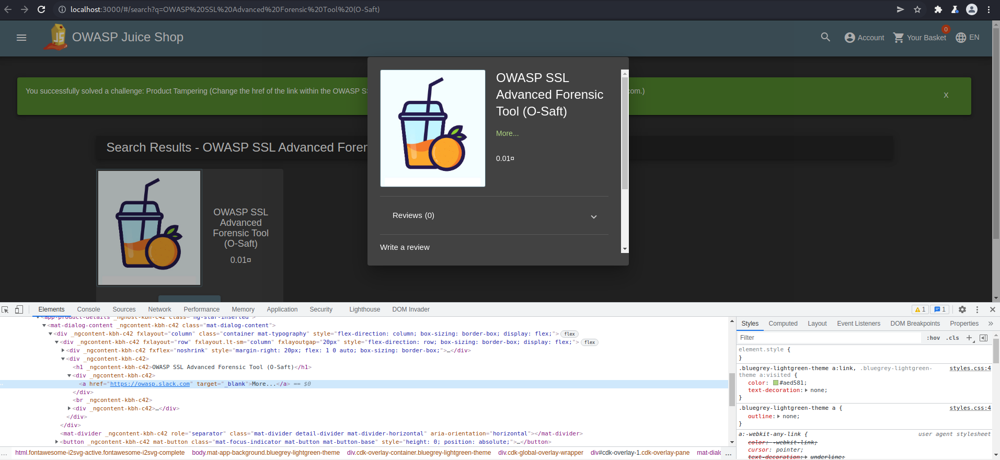 localhost:3000/#/search?q=OWASP%20SSL%20Advanced%20Forensic%20Tool%20(O-Saft)
OWASP Juice Shop
Account
0
Your Basket
EN
You successfully solved a challenge: Product Tampering (Change the href of the link within the OWASP S
com.)
X
Search Results - OWASP SSL Advanced Foren
OWASP SSL
Advanced
Forensic Tool
(O-Saft)
0.01¤
OWASP SSL
Advanced Forensic
Tool (O-Saft)
More...
0.01¤
Reviews (0)
Write a review
Elements Console Sources Network Performance Memory Application Security Lighthouse DOM Invader
1 1
<app-product-details _nghost-kbh-c42 class="ng-star-inserted">
<mat-dialog-content _ngcontent-kbh-c42 class="mat-dialog-content">
<div _ngcontent-kbh-c42 fxlayout="column" class="container mat-typography" style="flex-direction: column; box-sizing: border-box; display: flex;"> flex
<div _ngcontent-kbh-c42 fxlayout="row" fxlayout.lt-sm="column" fxlayoutgap="20px" style="flex-direction: row; box-sizing: border-box; display: flex;"> flex
<div _ngcontent-kbh-c42 fxflex="noshrink" style="margin-right: 20px; flex: 1 0 auto; box-sizing: border-box;">…</div>
<div _ngcontent-kbh-c42>
<h1 _ngcontent-kbh-c42>OWASP SSL Advanced Forensic Tool (O-Saft)</h1>
<div _ngcontent-kbh-c42>
<a href="https://owasp.slack.com" target="_blank">More...</a> == $0
</div>
<br _ngcontent-kbh-c42>
<div _ngcontent-kbh-c42>…</div>
</div>
</div>
<mat-divider _ngcontent-kbh-c42 role="separator" class="mat-divider detail-divider mat-divider-horizontal" aria-orientation="horizontal"></mat-divider>
<button _ngcontent-kbh-c42 mat-button class="mat-focus-indicator mat-button mat-button-base" style="height: 0; position: absolute;">…</button>
... html.fontawesome-i2svg-active.fontawesome-i2svg-complete body.mat-app-background.bluegrey-lightgreen-theme div.cdk-overlay-container.bluegrey-lightgreen-theme div.cdk-global-overlay-wrapper div#cdk-overlay-1.cdk-overlay-pane mat-dialo ...
Styles Computed Layout Event Listeners DOM Breakpoints Properties »
Filter
:hov .cls +
element.style {
}
.bluegrey-lightgreen-theme a:link, .bluegrey-lightgreen- styles.css:4
theme a:visited {
color: #aed581;
text-decoration: none;
}
.bluegrey-lightgreen-theme a { styles.css:4
outline: none;
}
a:-webkit-any-link { user agent stylesheet
color: -webkit-link;
cursor: pointer;
text-decoration: underline;